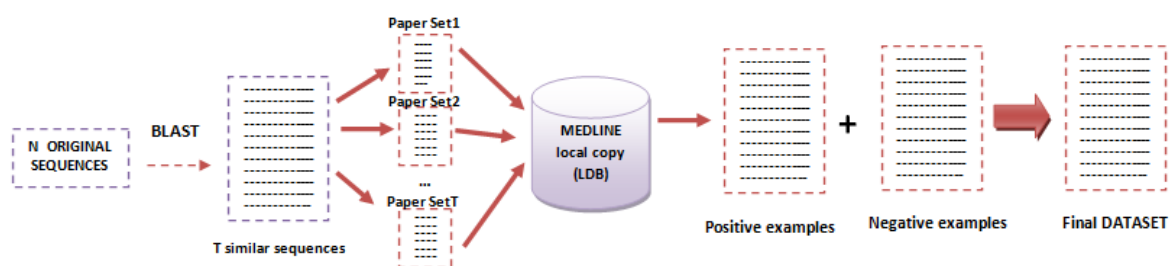 N ORIGINAL
SEQUENCES
BLAST
T similar sequences
Paper Set1
Paper Set2
...
Paper SetT
MEDLINE
local copy
(LDB)
Positive examples
+
Negative examples
Final DATASET